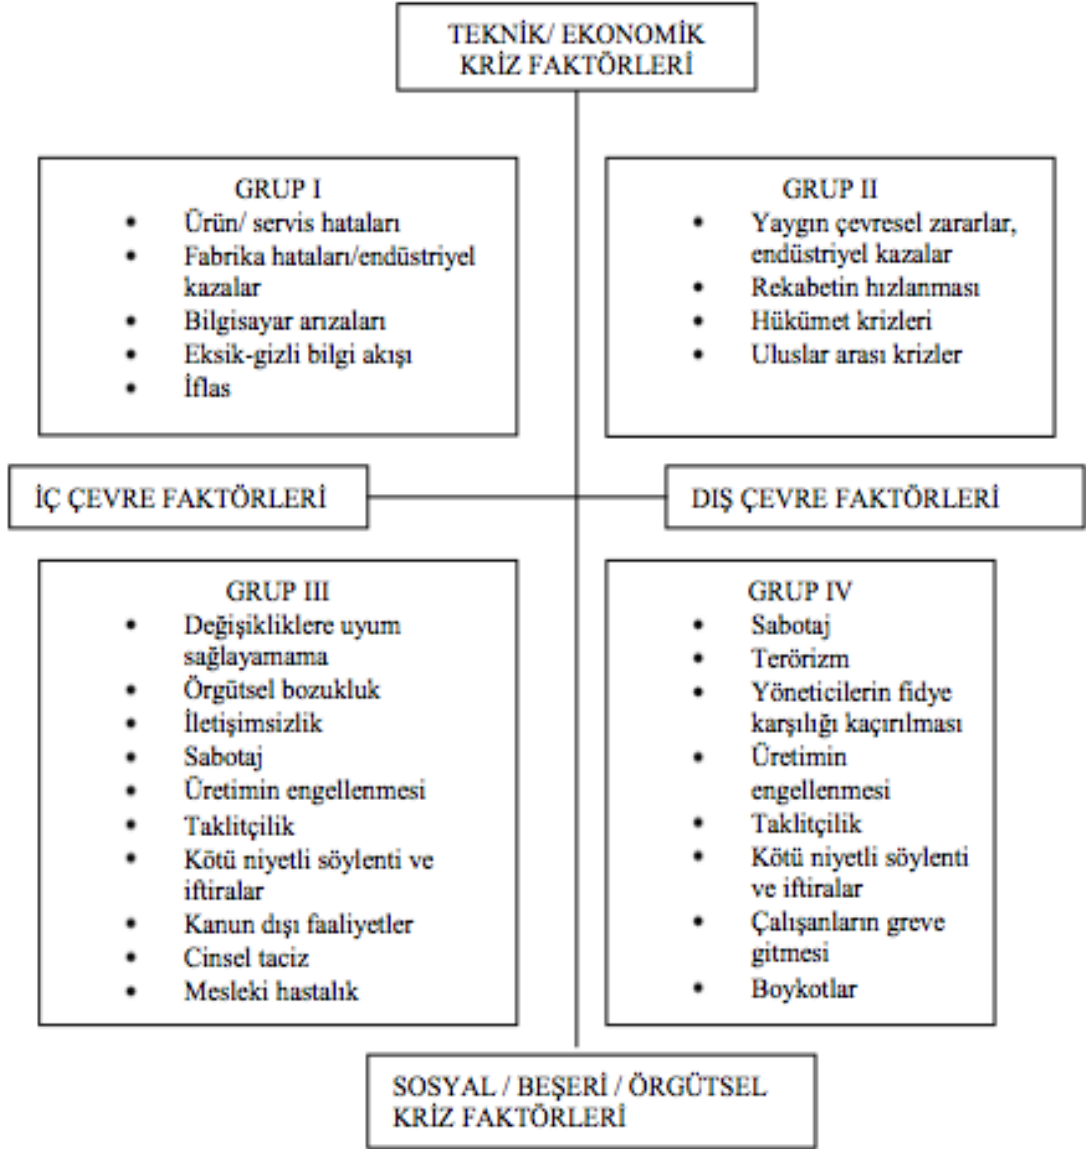 TEKNİK/ EKONOMİK
KRİZ FAKTÖRLERİ
GRUP I
• Ürün/ servis hataları
• Fabrika hataları/endüstriyel
kazalar
• Bilgisayar arızaları
• Eksik-gizli bilgi akışı
• İflas
GRUP II
• Yaygın çevresel zararlar,
endüstriyel kazalar
• Rekabetin hızlanması
• Hükümet krizleri
• Uluslar arası krizler
İÇ ÇEVRE FAKTÖRLERİ
DIŞ ÇEVRE FAKTÖRLERİ
GRUP III
• Değişikliklere uyum
sağlayamama
• Örgütsel bozukluk
• İletişimsizlik
• Sabotaj
• Üretimin engellenmesi
• Taklitçilik
• Kötü niyetli söylenti ve
iftiralar
• Kanun dışı faaliyetler
• Cinsel taciz
• Mesleki hastalık
GRUP IV
• Sabotaj
• Terörizm
• Yöneticilerin fidye
karşılığı kaçırılması
• Üretimin
engellenmesi
• Taklitçilik
• Kötü niyetli söylenti
ve iftiralar
• Çalışanların greve
gitmesi
• Boykotlar
SOSYAL / BEŞERİ / ÖRGÜTSEL
KRİZ FAKTÖRLERİ